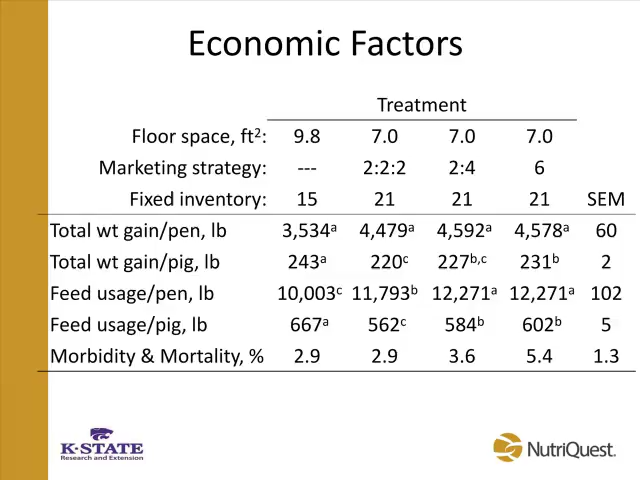 Economic Factors
Treatment
Floor space, ft²: 9.8 7.0 7.0 7.0
Marketing strategy: --- 2:2:2 2:4 6
Fixed inventory: 15 21 21 21 SEM
Total wt gain/pen, lb 3,534ᵃ 4,479ᵃ 4,592ᵃ 4,578ᵃ 60
Total wt gain/pig, lb 243ᵃ 220ᶜ 227ᵇ,ᶜ 231ᵇ 2
Feed usage/pen, lb 10,003ᶜ 11,793ᵇ 12,271ᵃ 12,271ᵃ 102
Feed usage/pig, lb 667ᵃ 562ᶜ 584ᵇ 602ᵇ 5
Morbidity & Mortality, % 2.9 2.9 3.6 5.4 1.3
K-STATE
Research and Extension
NutriQuest.